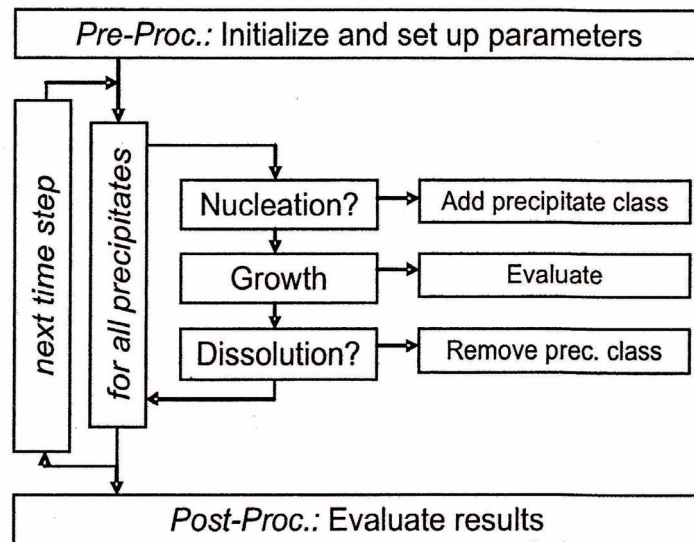 Pre-Proc.: Initialize and set up parameters
next time step
for all precipitates
Nucleation?
Add precipitate class
Growth
Evaluate
Dissolution?
Remove prec. class
Post-Proc.: Evaluate results